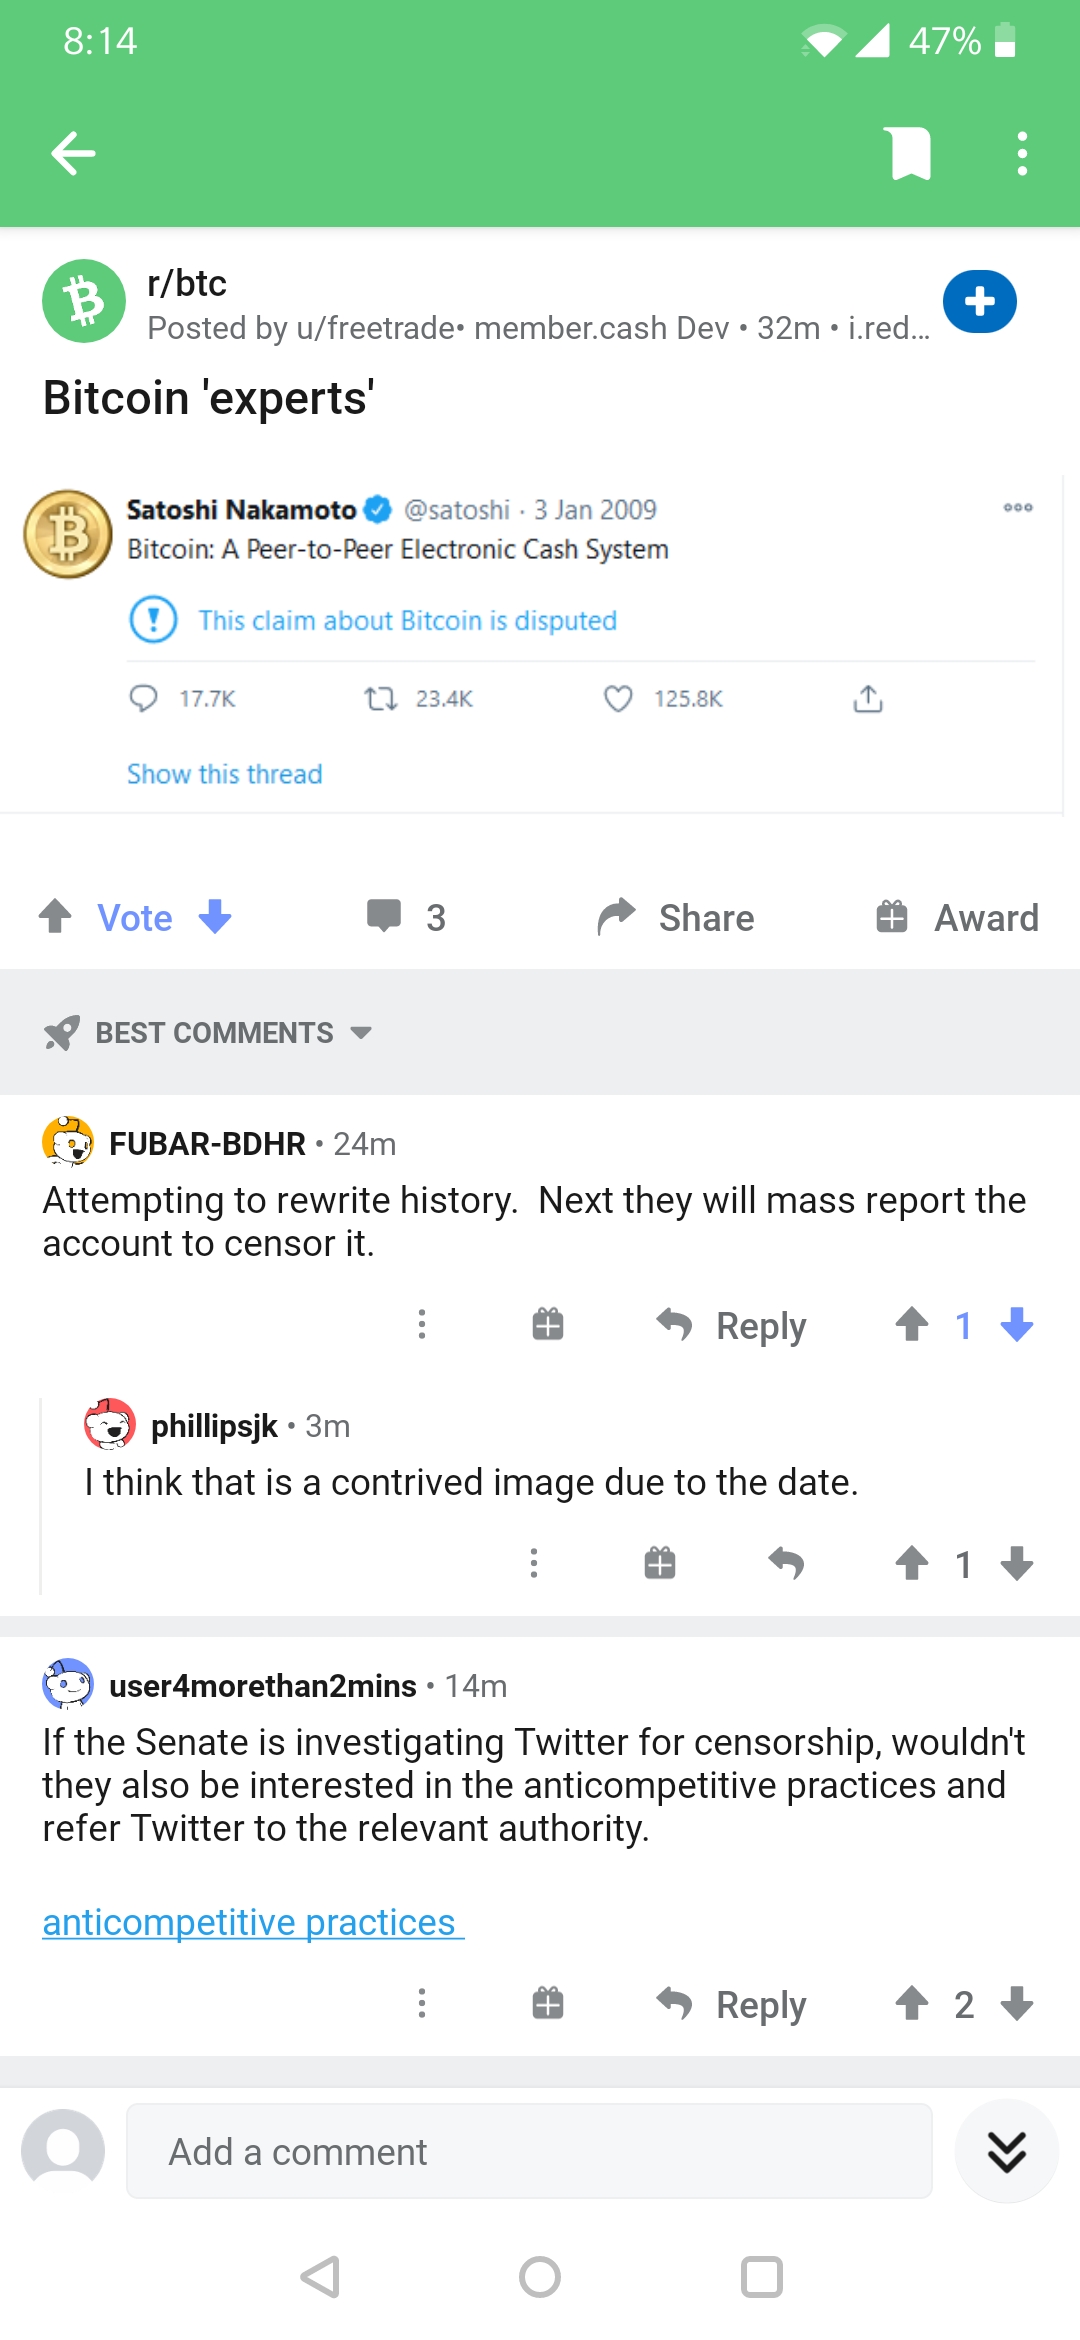 8:14
47%
r/btc
Posted by u/freetrade• member.cash Dev • 32m • i.red...
Bitcoin 'experts'
Satoshi Nakamoto @satoshi · 3 Jan 2009
Bitcoin: A Peer-to-Peer Electronic Cash System
This claim about Bitcoin is disputed
17.7K 23.4K 125.8K
Show this thread
Vote 3 Share Award
BEST COMMENTS
FUBAR-BDHR • 24m
Attempting to rewrite history.  Next they will mass report the
account to censor it.
Reply 1
phillipsjk • 3m
I think that is a contrived image due to the date.
1
user4morethan2mins • 14m
If the Senate is investigating Twitter for censorship, wouldn't
they also be interested in the anticompetitive practices and
refer Twitter to the relevant authority.
anticompetitive practices
Reply 2
Add a comment